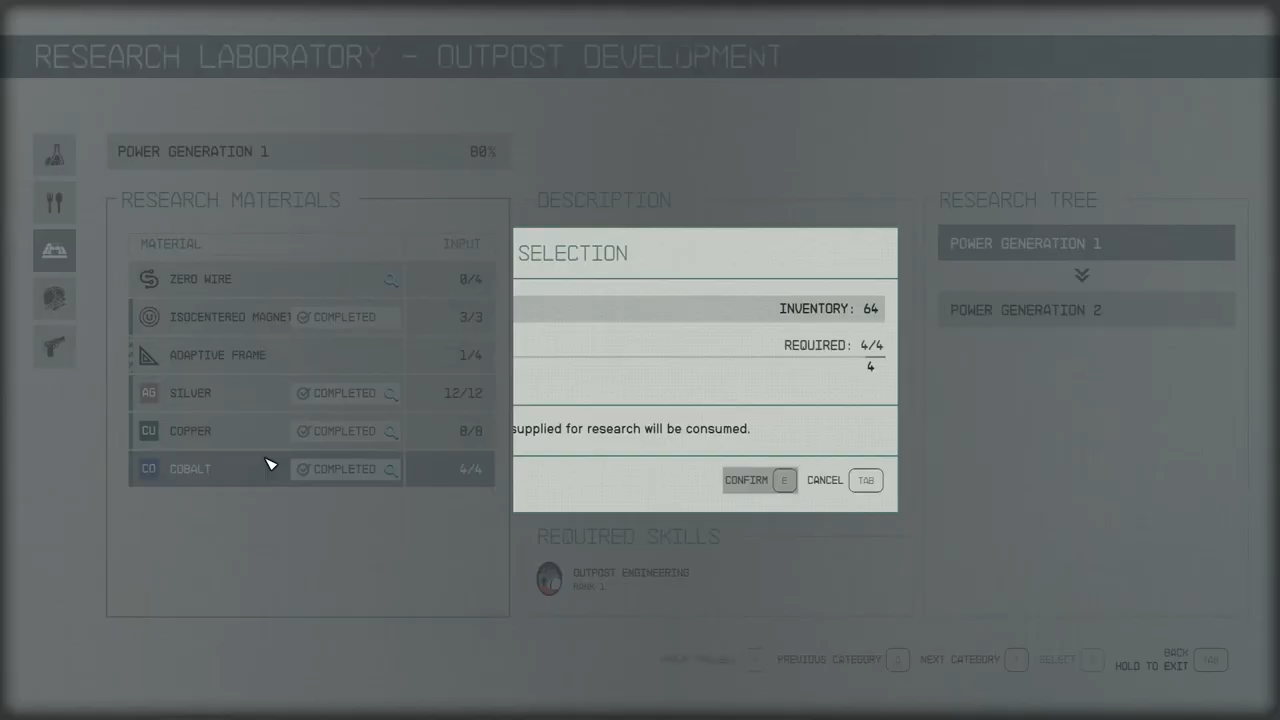 RESEARCH LABORATORY - OUTPOST DEVELOPMENT
POWER GENERATION 1 80%
RESEARCH MATERIALS
MATERIAL INPUT
ZERO WIRE 0/4
ISOCENTERED MAGNET COMPLETED 3/3
ADAPTIVE FRAME 1/4
AG SILVER COMPLETED 12/12
CU COPPER COMPLETED 8/8
CO COBALT COMPLETED 4/4
DESCRIPTION
SELECTION
INVENTORY: 64
REQUIRED: 4/4
4
supplied for research will be consumed.
CONFIRM E CANCEL TAB
REQUIRED SKILLS
OUTPOST ENGINEERING
RANK 1
RESEARCH TREE
POWER GENERATION 1
POWER GENERATION 2
PREVIOUS CATEGORY Q NEXT CATEGORY T SELECT BACK
HOLD TO EXIT TAB